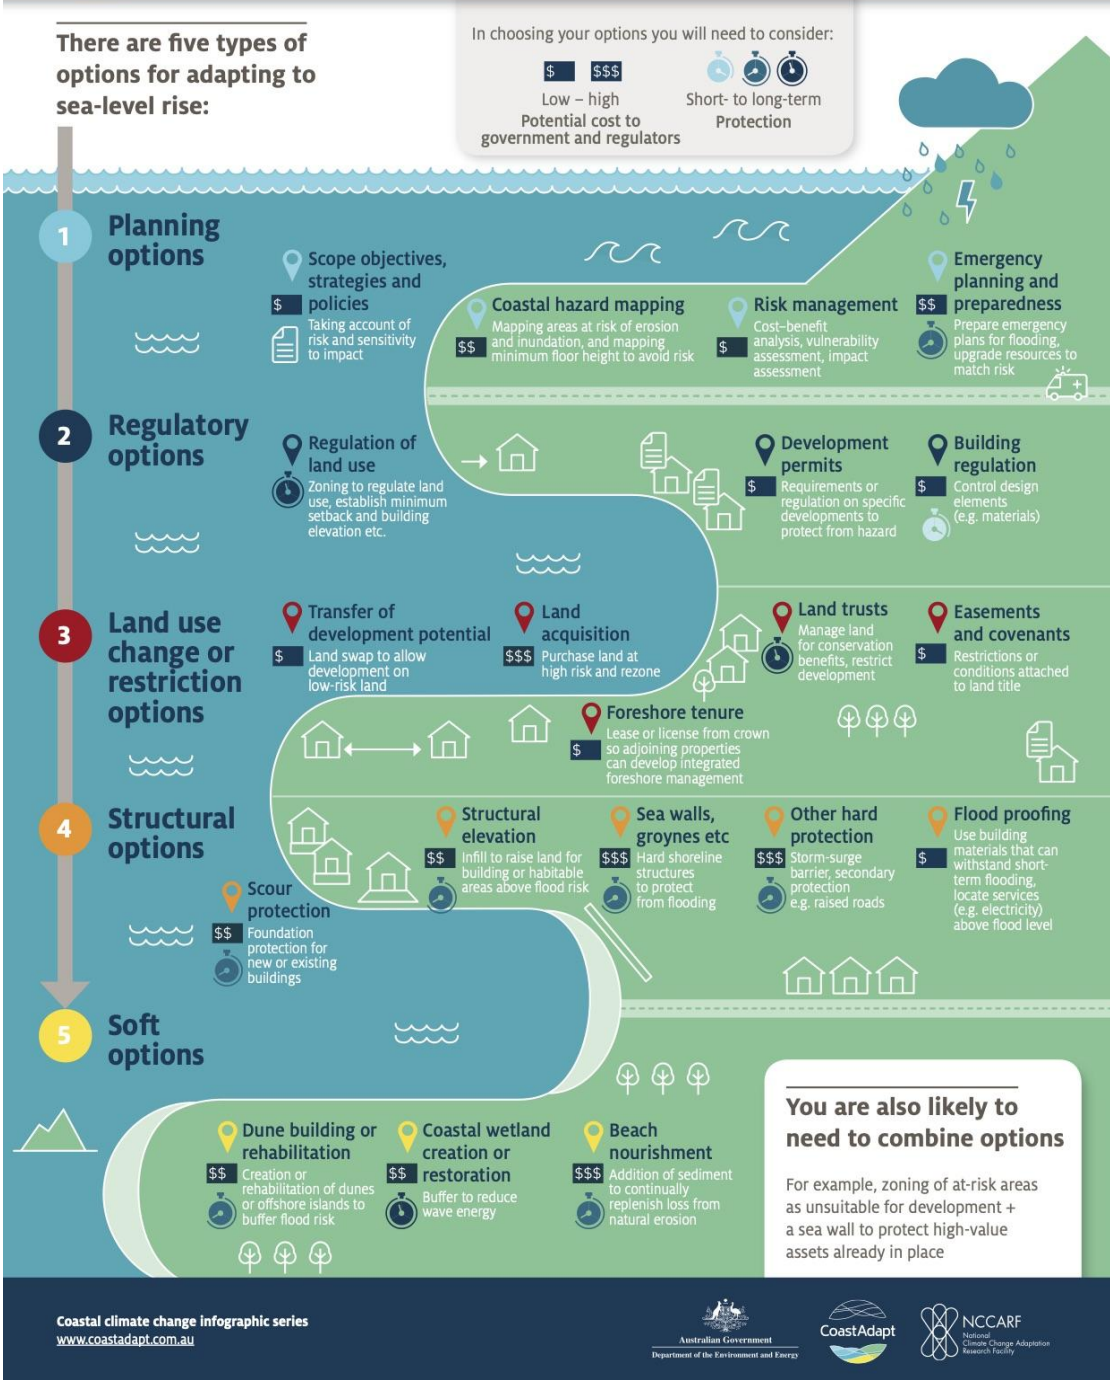 There are five types of
options for adapting to
sea-level rise:
In choosing your options you will need to consider:
$ $$$
Low – high
Potential cost to
government and regulators
Short- to long-term
Protection
1
Planning
options
Scope objectives,
strategies and
$ policies
Taking account of
risk and sensitivity
to impact
Coastal hazard mapping
Mapping areas at risk of erosion
$$ and inundation, and mapping
minimum floor height to avoid risk
Risk management
Cost–benefit
$ analysis, vulnerability
assessment, impact
assessment
Emergency
planning and
$$ preparedness
Prepare emergency
plans for flooding,
upgrade resources to
match risk
2
Regulatory
options
Regulation of
land use
Zoning to regulate land
use, establish minimum
setback and building
elevation etc.
Development
permits
$ Requirements or
regulation on specific
developments to
protect from hazard
Building
regulation
$ Control design
elements
(e.g. materials)
3
Land use
change or
restriction
options
Transfer of
development potential
$ Land swap to allow
development on
low-risk land
Land
acquisition
$$$ Purchase land at
high risk and rezone
Land trusts
Manage land
for conservation
benefits, restrict
development
Easements
and covenants
$ Restrictions or
conditions attached
to land title
Foreshore tenure
Lease or license from crown
$ so adjoining properties
can develop integrated
foreshore management
4
Structural
options
Structural
elevation
$$ Infill to raise land for
building or habitable
areas above flood risk
Sea walls,
groynes etc
$$$ Hard shoreline
structures
to protect
from flooding
Other hard
protection
$$$ Storm-surge
barrier, secondary
protection
e.g. raised roads
Flood proofing
Use building
$ materials that can
withstand short-
term flooding,
locate services
(e.g. electricity)
above flood level
Scour
protection
$$ Foundation
protection for
new or existing
buildings
5
Soft
options
Dune building or
rehabilitation
$$ Creation or
rehabilitation of dunes
or offshore islands to
buffer flood risk
Coastal wetland
creation or
$$ restoration
Buffer to reduce
wave energy
Beach
nourishment
$$$ Addition of sediment
to continually
replenish loss from
natural erosion
You are also likely to
need to combine options
For example, zoning of at-risk areas
as unsuitable for development +
a sea wall to protect high-value
assets already in place
Coastal climate change infographic series
www.coastadapt.com.au
Australian Government
Department of the Environment and Energy
CoastAdapt
NCCARF
National
Climate Change Adaptation
Research Facility